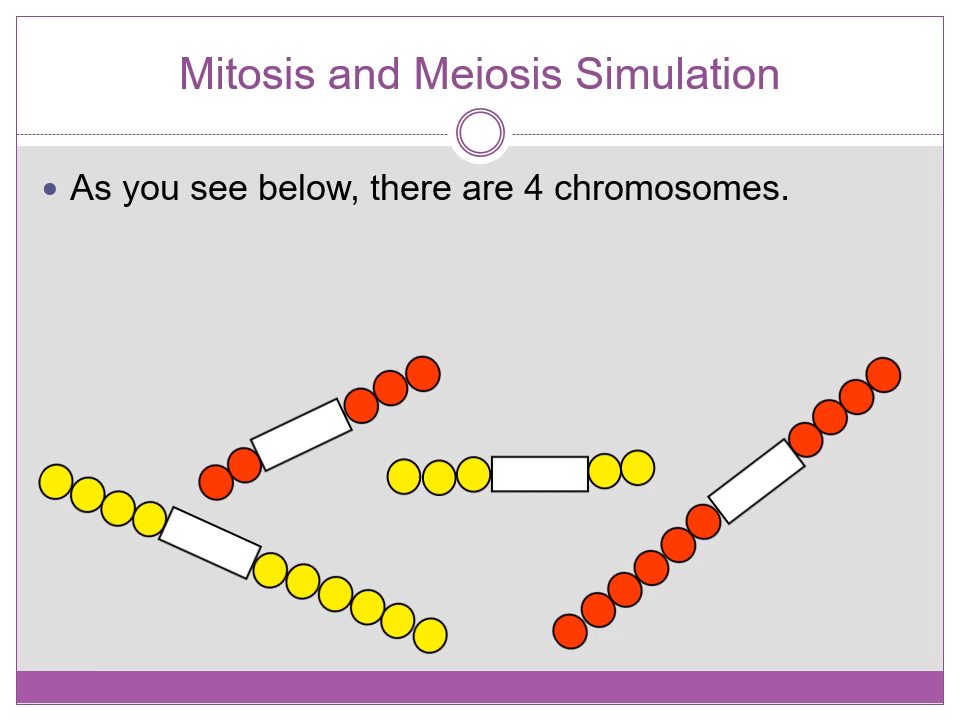 Mitosis and Meiosis Simulation
As you see below, there are 4 chromosomes.